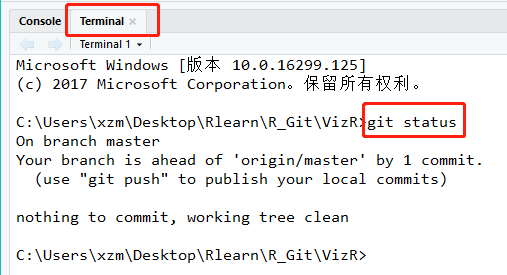 Console Terminal ×
Terminal 1
Microsoft Windows [版本 10.0.16299.125]
(c) 2017 Microsoft Corporation。保留所有权利。
C:\Users\xzm\Desktop\Rlearn\R_Git\VizR>git status
On branch master
Your branch is ahead of 'origin/master' by 1 commit.
(use "git push" to publish your local commits)
nothing to commit, working tree clean
C:\Users\xzm\Desktop\Rlearn\R_Git\VizR>